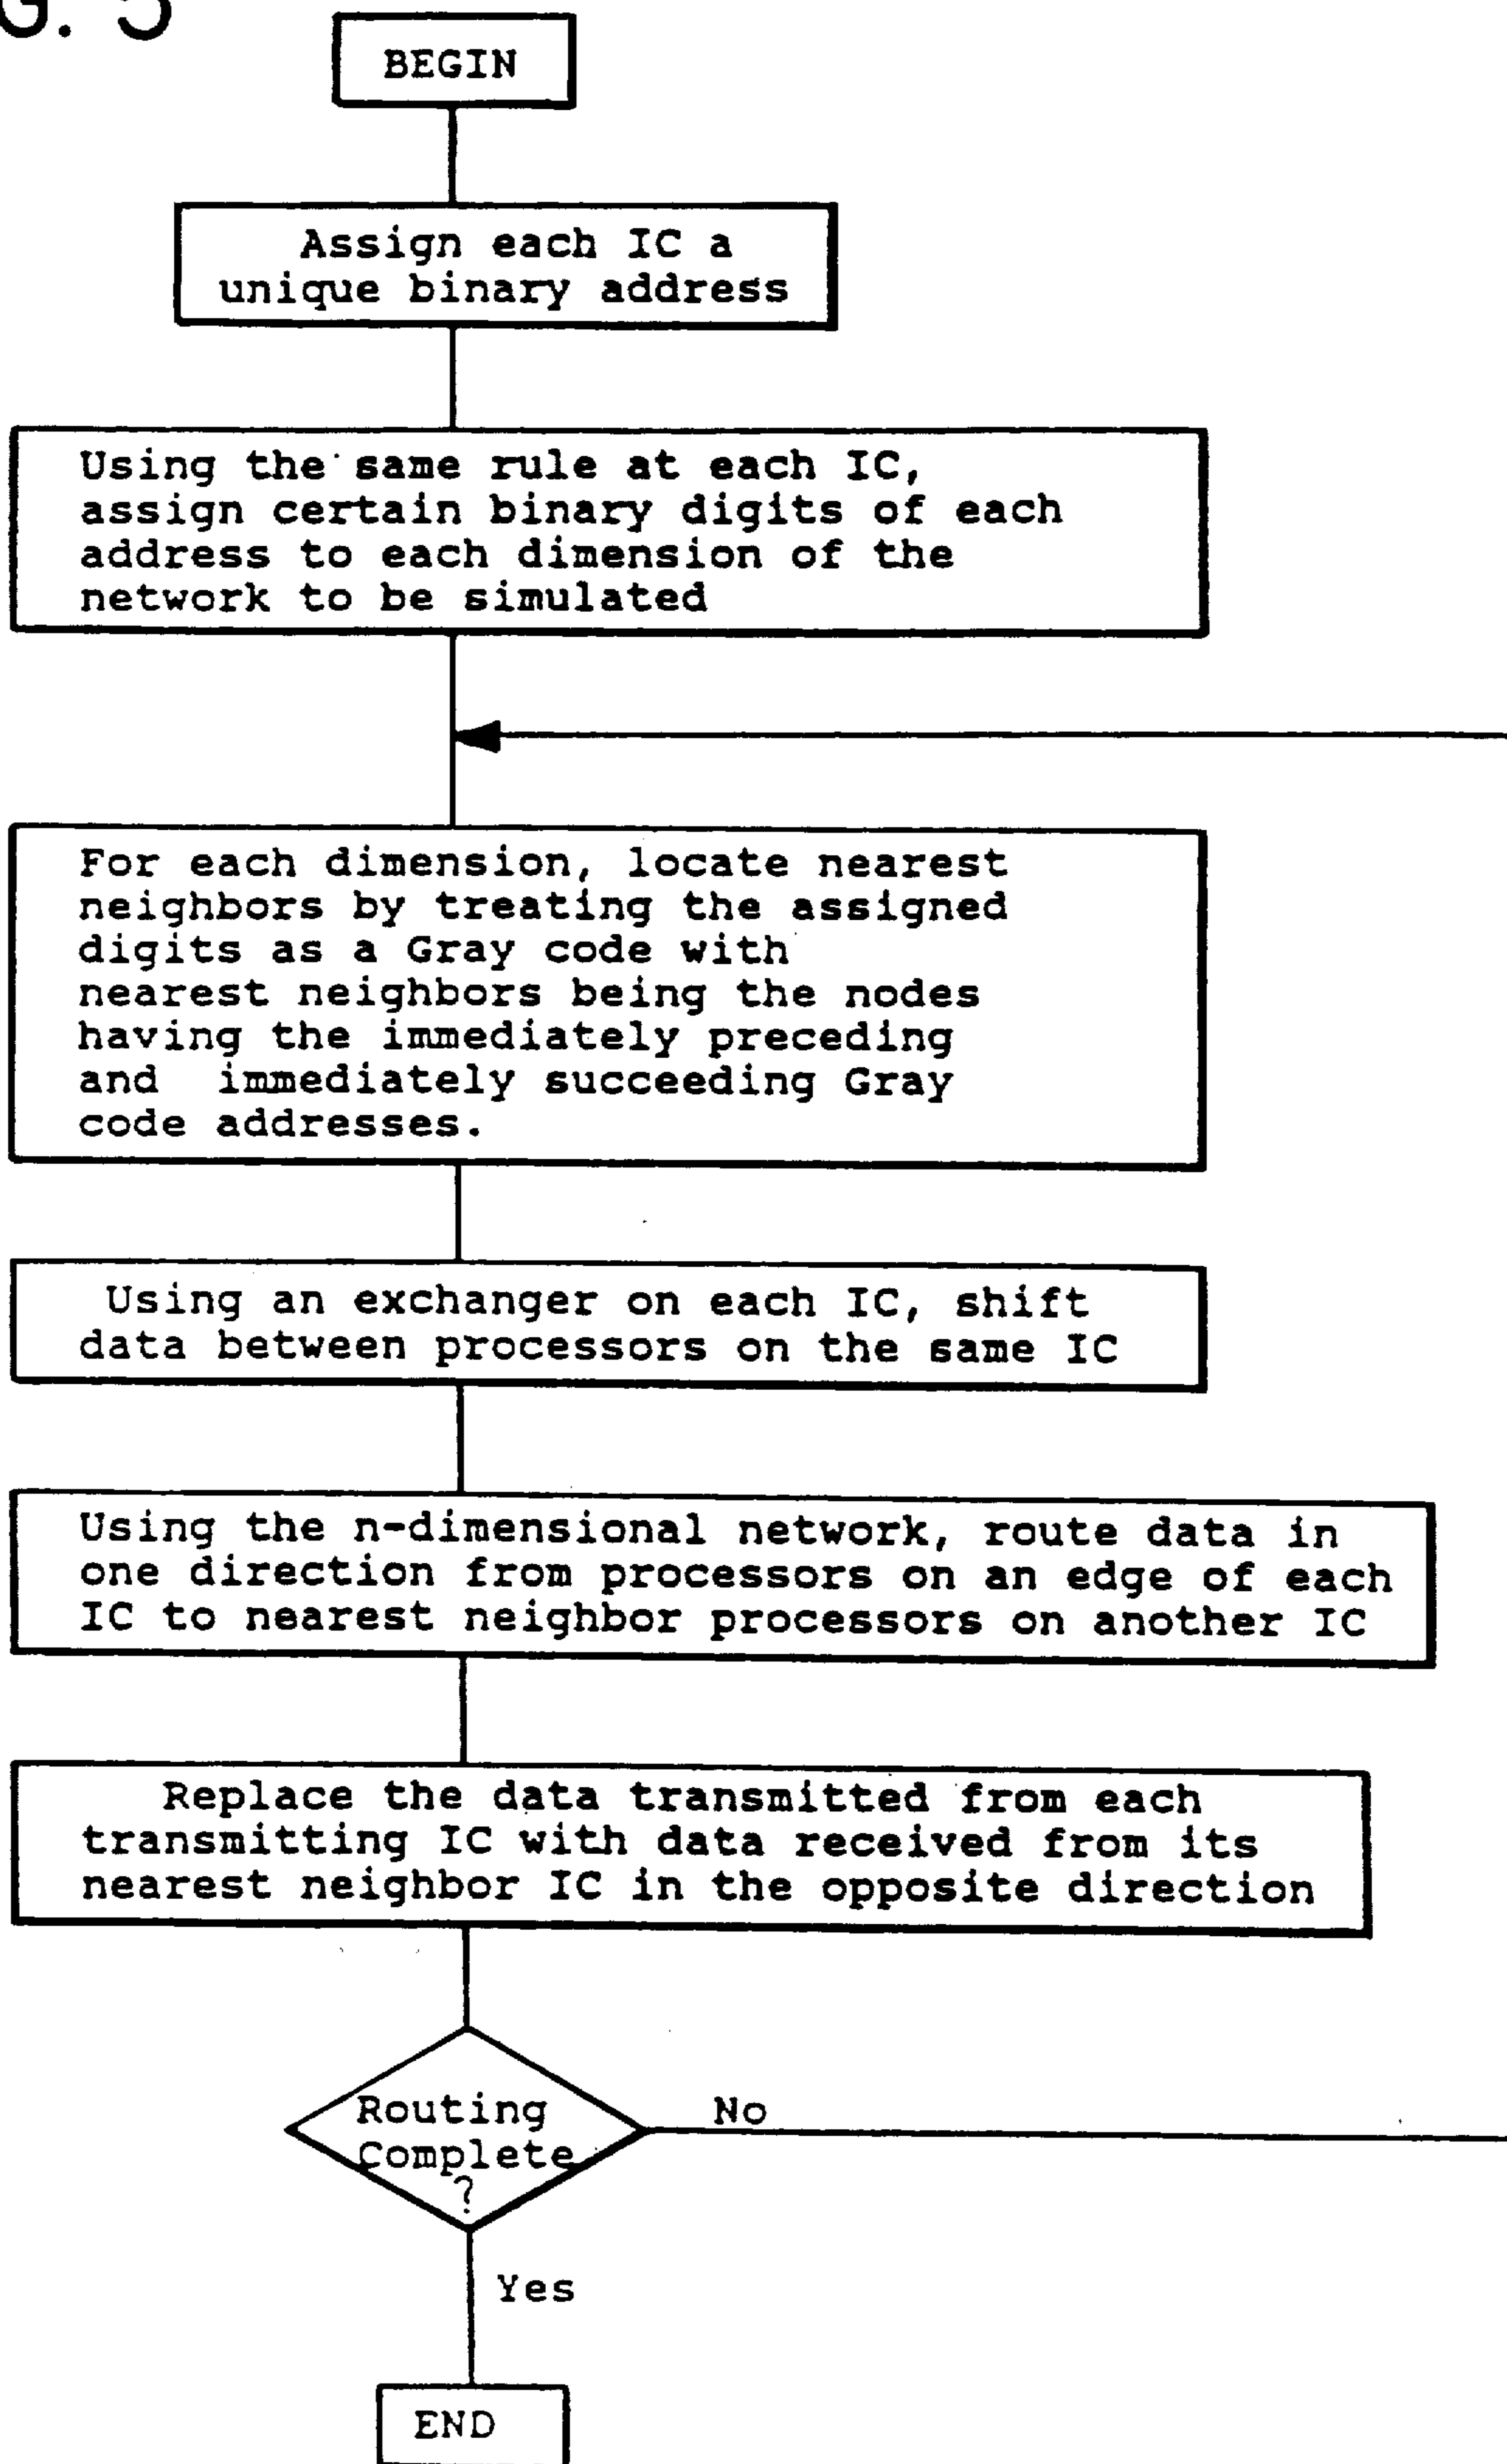 G. 5
BEGIN
Assign each IC a
unique binary address
Using the same rule at each IC,
assign certain binary digits of each
address to each dimension of the
network to be simulated
For each dimension, locate nearest
neighbors by treating the assigned
digits as a Gray code with
nearest neighbors being the nodes
having the immediately preceding
and immediately succeeding Gray
code addresses.
Using an exchanger on each IC, shift
data between processors on the same IC
Using the n-dimensional network, route data in
one direction from processors on an edge of each
IC to nearest neighbor processors on another IC
Replace the data transmitted from each
transmitting IC with data received from its
nearest neighbor IC in the opposite direction
Routing
Complete
?
No
Yes
END